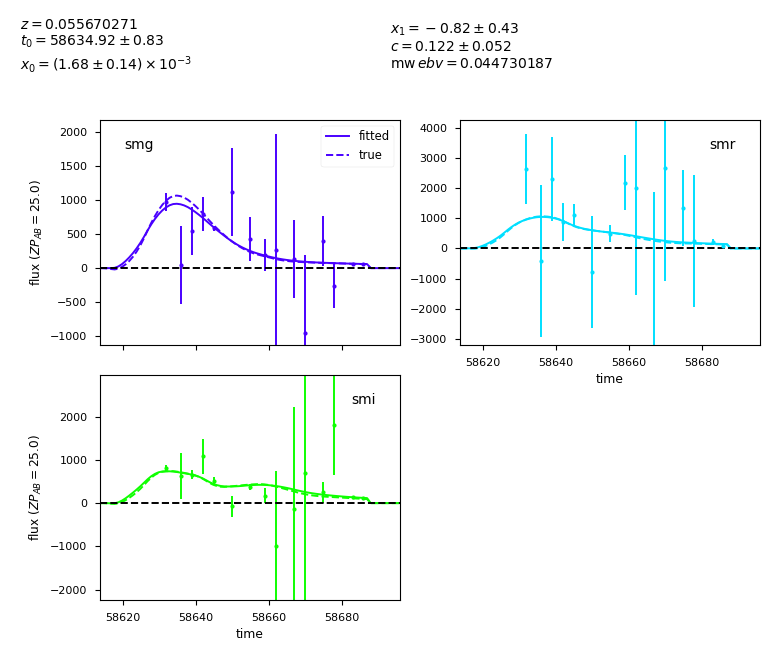 z = 0.055670271
t₀ = 58634.92 ± 0.83
x₀ = (1.68 ± 0.14) × 10⁻³
x₁ = −0.82 ± 0.43
c = 0.122 ± 0.052
mwebv = 0.044730187
smg
fitted
true
2000
1500
1000
500
0
−500
−1000
flux (ZP_AB = 25.0)
smr
4000
3000
2000
1000
0
−1000
−2000
−3000
58620
58640
58660
58680
time
smi
2000
1000
0
−1000
−2000
flux (ZP_AB = 25.0)
58620
58640
58660
58680
time